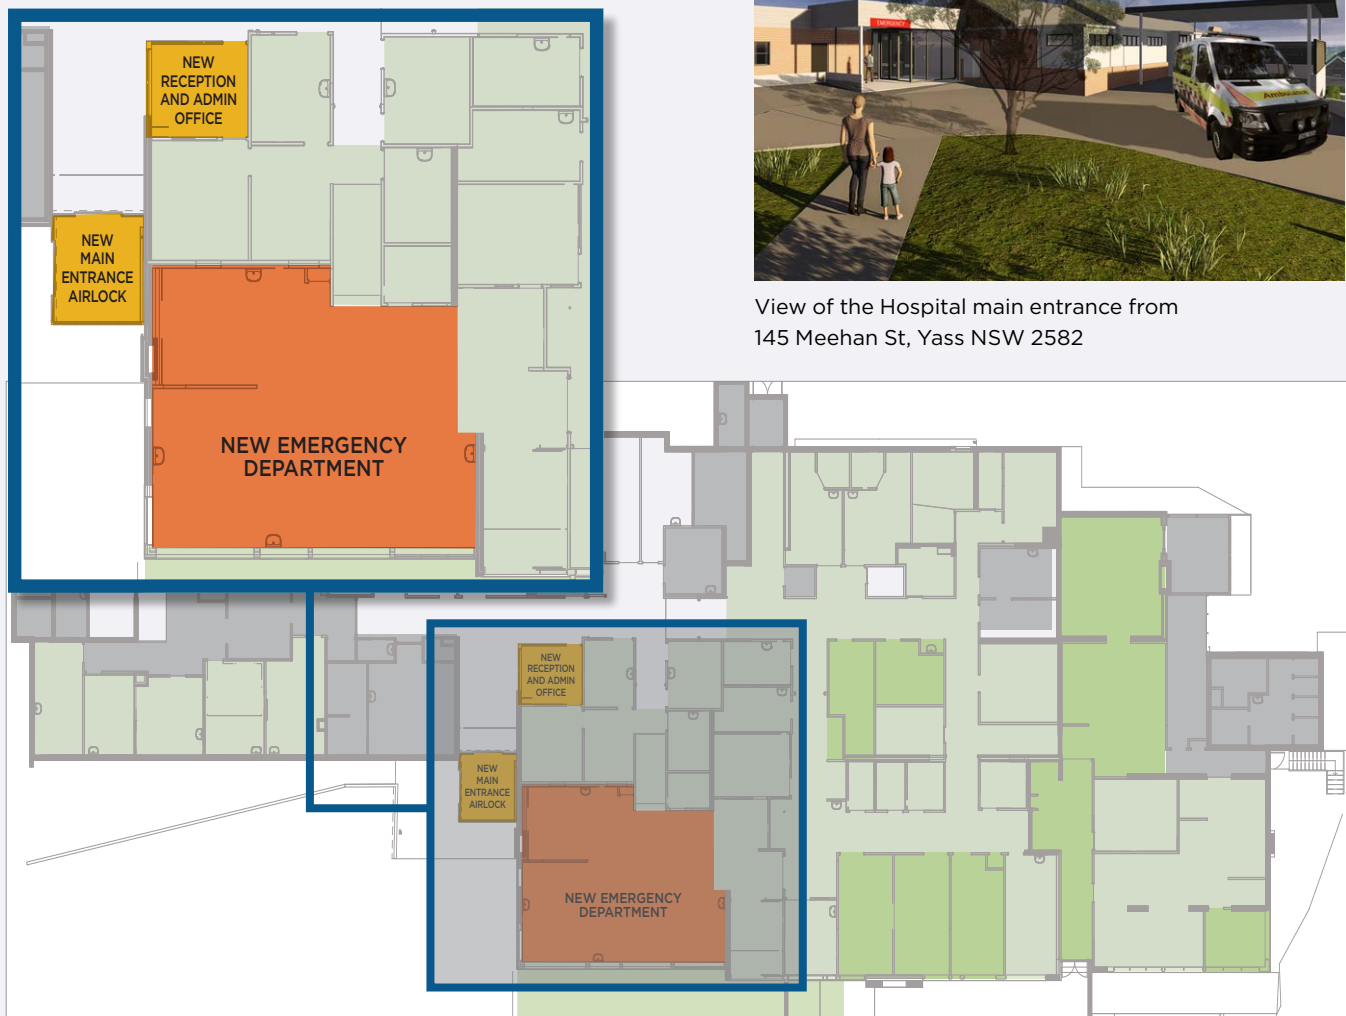 NEW
RECEPTION
AND ADMIN
OFFICE
NEW
MAIN
ENTRANCE
AIRLOCK
NEW EMERGENCY
DEPARTMENT
EMERGENCY
Ambulance
View of the Hospital main entrance from
145 Meehan St, Yass NSW 2582
NEW
RECEPTION
AND ADMIN
OFFICE
NEW
MAIN
ENTRANCE
AIRLOCK
NEW EMERGENCY
DEPARTMENT